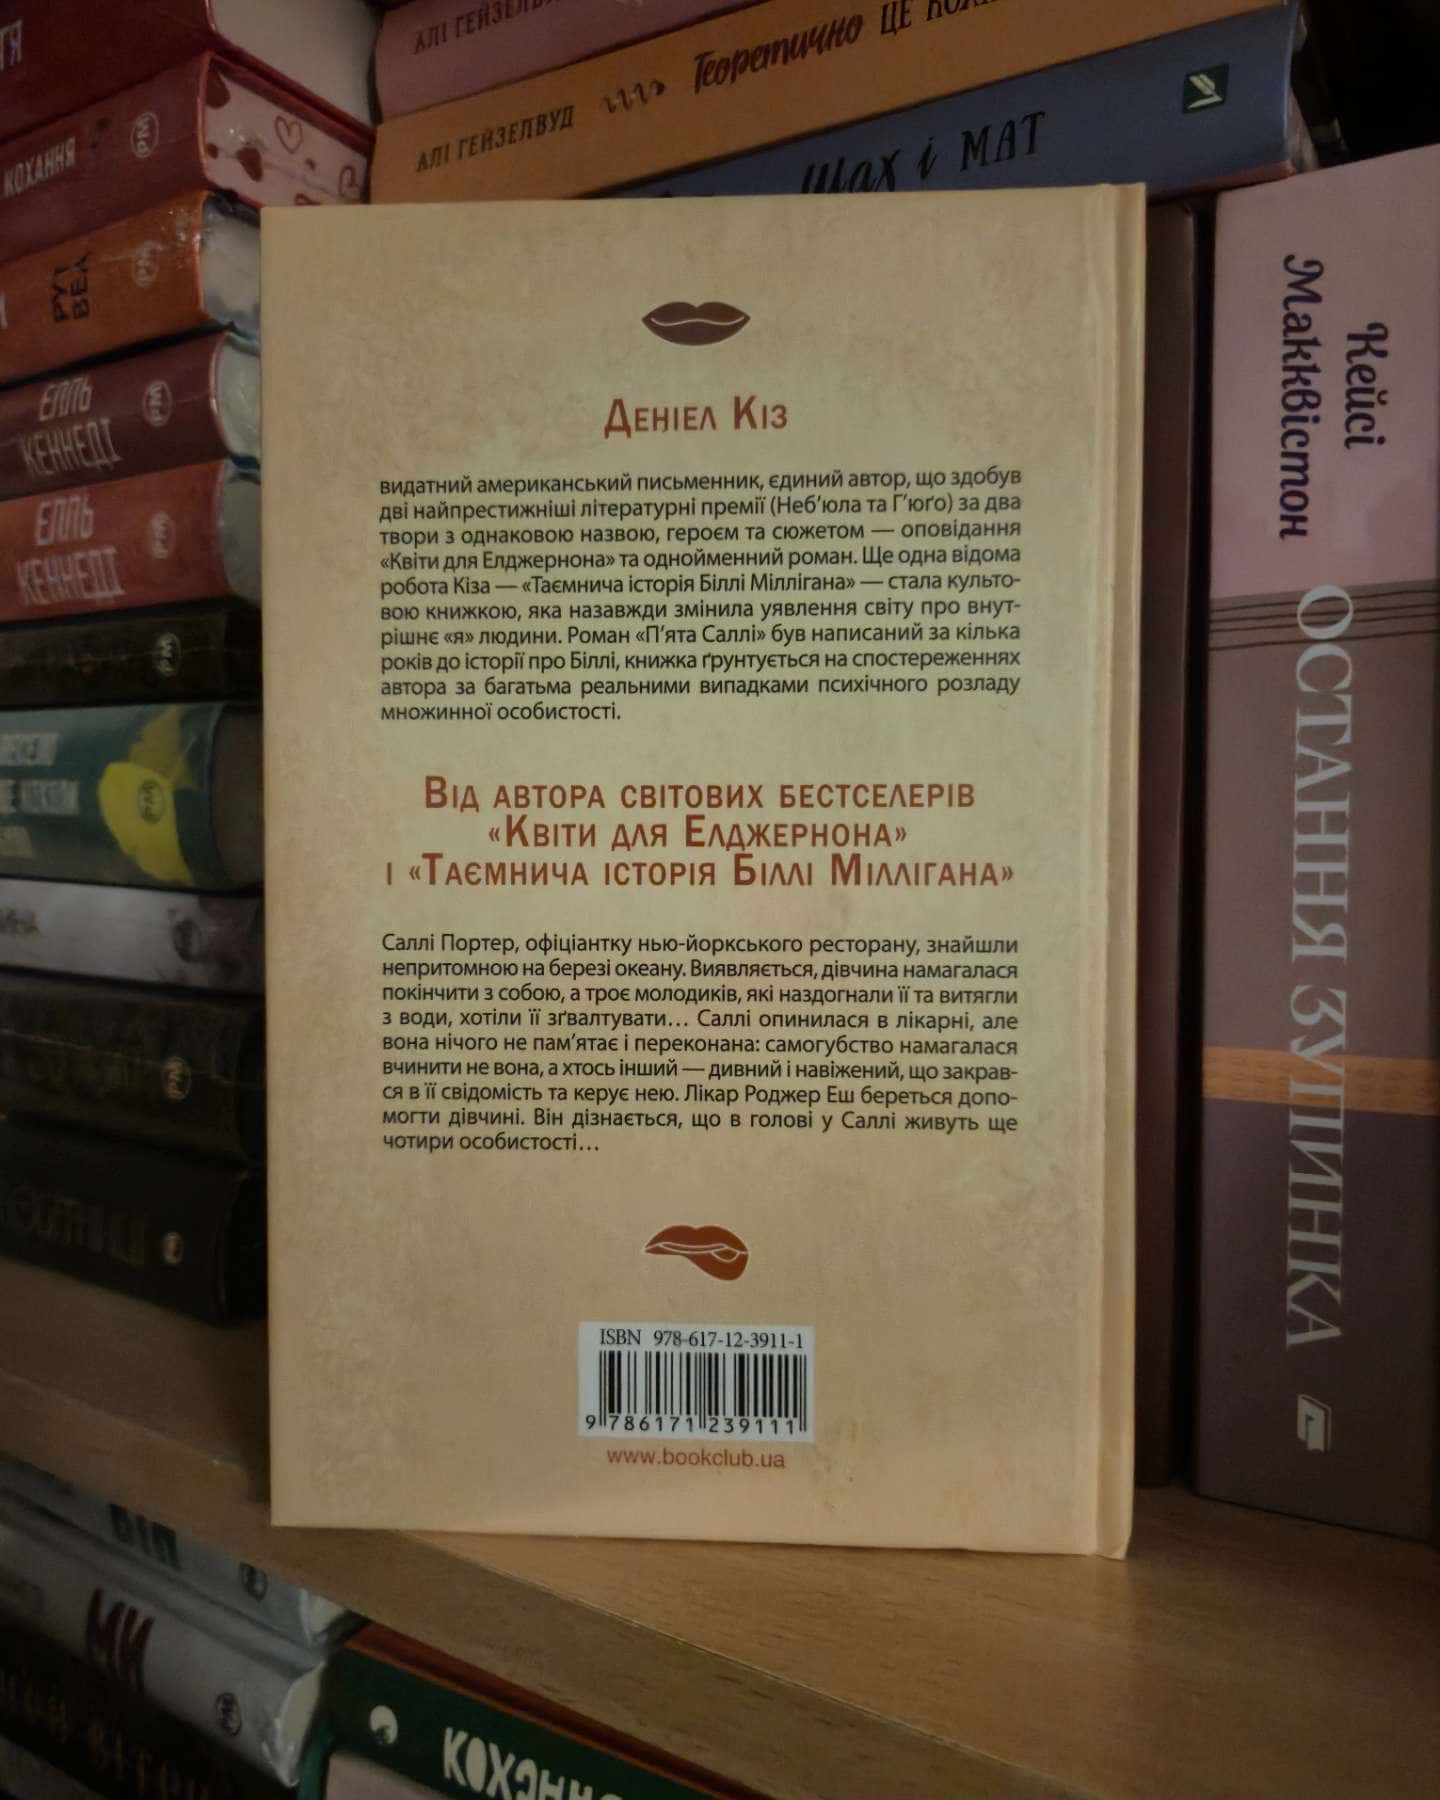 АЛІ ГЕЙЗЕЛВУД
Теоретично ЦЕ
АЛІ ГЕЙЗЕЛВУД
Шах і МАТ
КОХАННЯ
РМ
РМ
ЕЛЛЬ
КЕННЕДІ
РМ
ЕЛЛЬ
КЕННЕДІ
РМ
РМ
РМ
РМ
Кейсі
Макквістон
ОСТАННЯ ЗУПИНКА
Деніел Кіз
видатний американський письменник, єдиний автор, що здобув
дві найпрестижніші літературні премії (Неб’юла та Г’юґо) за два
твори з однаковою назвою, героєм та сюжетом — оповідання
«Квіти для Елджернона» та однойменний роман. Ще одна відома
робота Кіза — «Таємнича історія Біллі Міллігана» — стала культо-
вою книжкою, яка назавжди змінила уявлення світу про внут-
рішнє «я» людини. Роман «П’ята Саллі» був написаний за кілька
років до історії про Біллі, книжка ґрунтується на спостереженнях
автора за багатьма реальними випадками психічного розладу
множинної особистості.
Від автора світових бестселерів
«Квіти для Елджернона»
і «Таємнича історія Біллі Міллігана»
Саллі Портер, офіціантку нью-йоркського ресторану, знайшли
непритомною на березі океану. Виявляється, дівчина намагалася
покінчити з собою, а троє молодиків, які наздогнали її та витягли
з води, хотіли її зґвалтувати... Саллі опинилася в лікарні, але
вона нічого не пам’ятає і переконана: самогубство намагалася
вчинити не вона, а хтось інший — дивний і навіжений, що закрав-
ся в її свідомість та керує нею. Лікар Роджер Еш береться допо-
могти дівчині. Він дізнається, що в голові у Саллі живуть ще
чотири особистості...
ISBN 978-617-12-3911-1
9 786171 239111
www.bookclub.ua
МИ
РМ